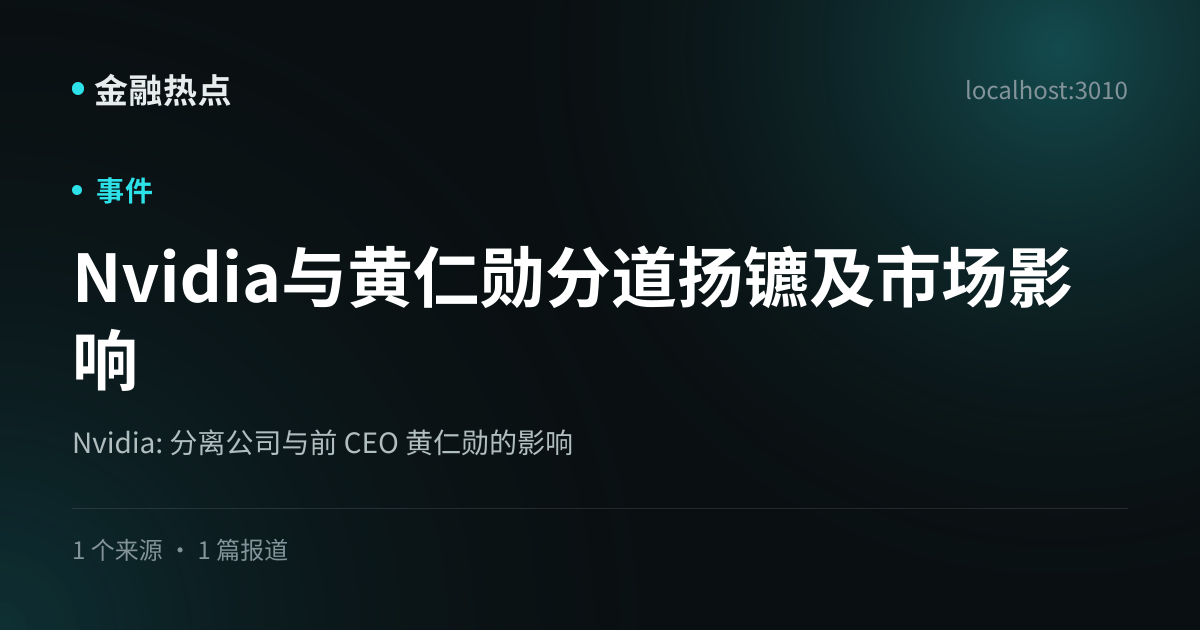 金融热点
localhost:3010
事件
Nvidia与黄仁勋分道扬镳及市场影
响
Nvidia: 分离公司与前 CEO 黄仁勋的影响
1 个来源 · 1 篇报道